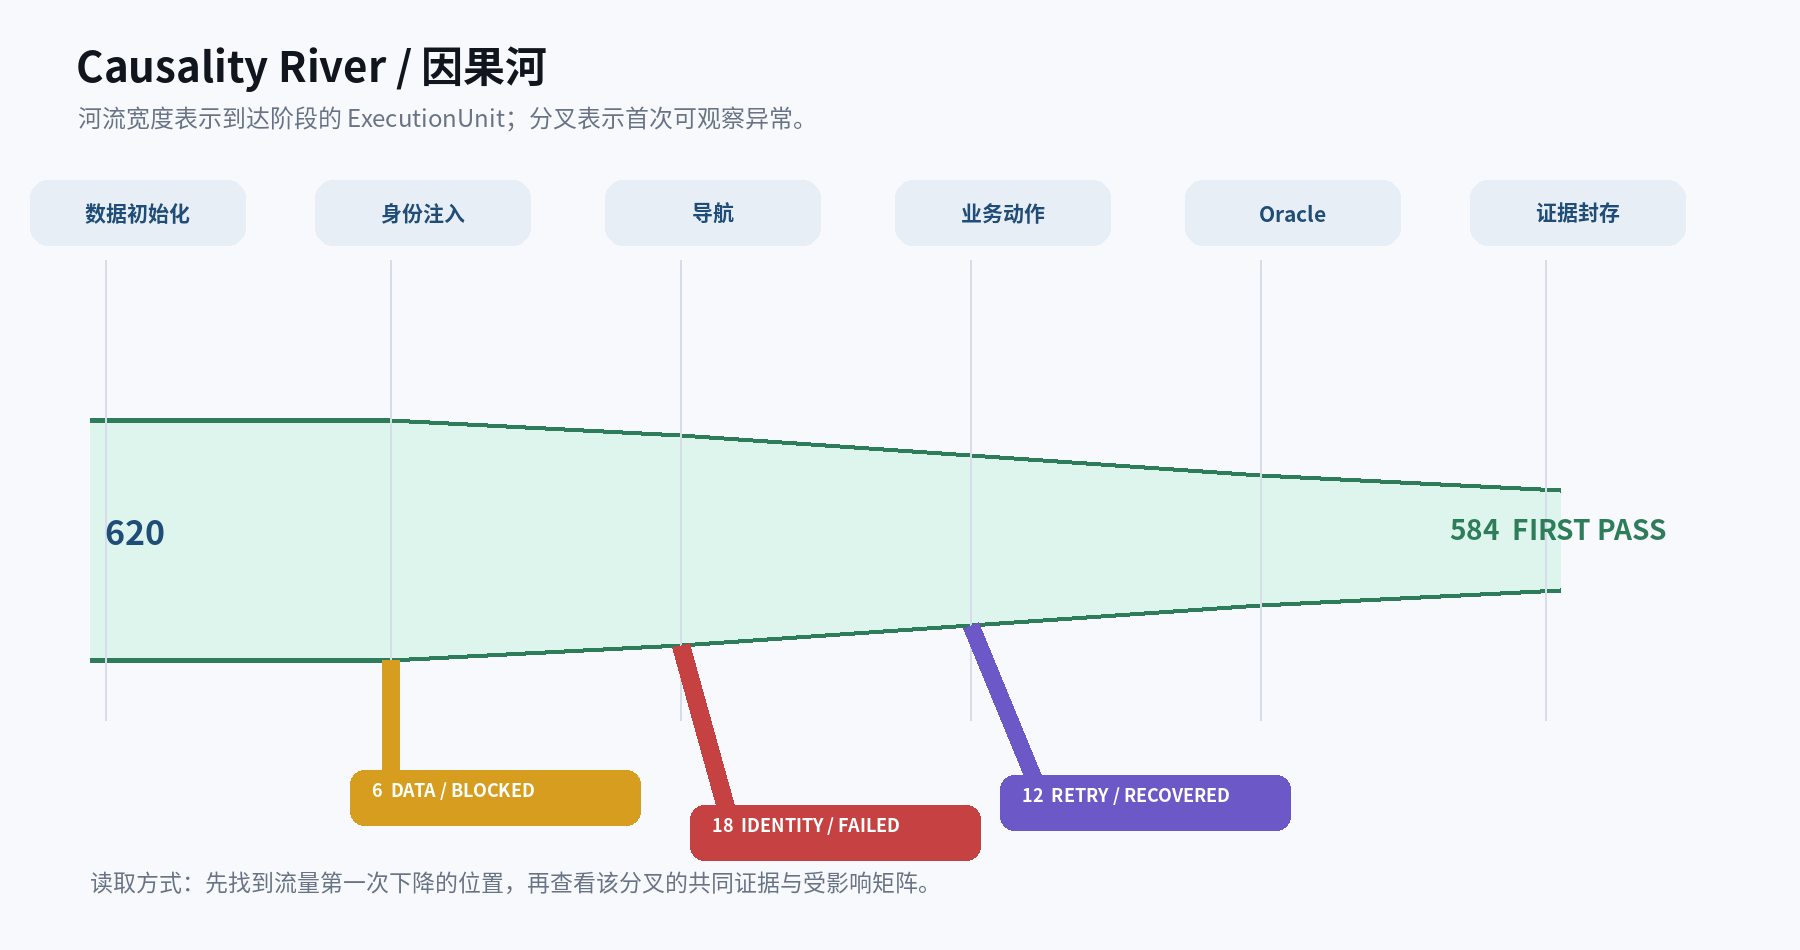 Causality River / 因果河
河流宽度表示到达阶段的 ExecutionUnit；分叉表示首次可观察异常。
数据初始化
身份注入
导航
业务动作
Oracle
证据封存
620
584 FIRST PASS
6 DATA / BLOCKED
18 IDENTITY / FAILED
12 RETRY / RECOVERED
读取方式：先找到流量第一次下降的位置，再查看该分叉的共同证据与受影响矩阵。